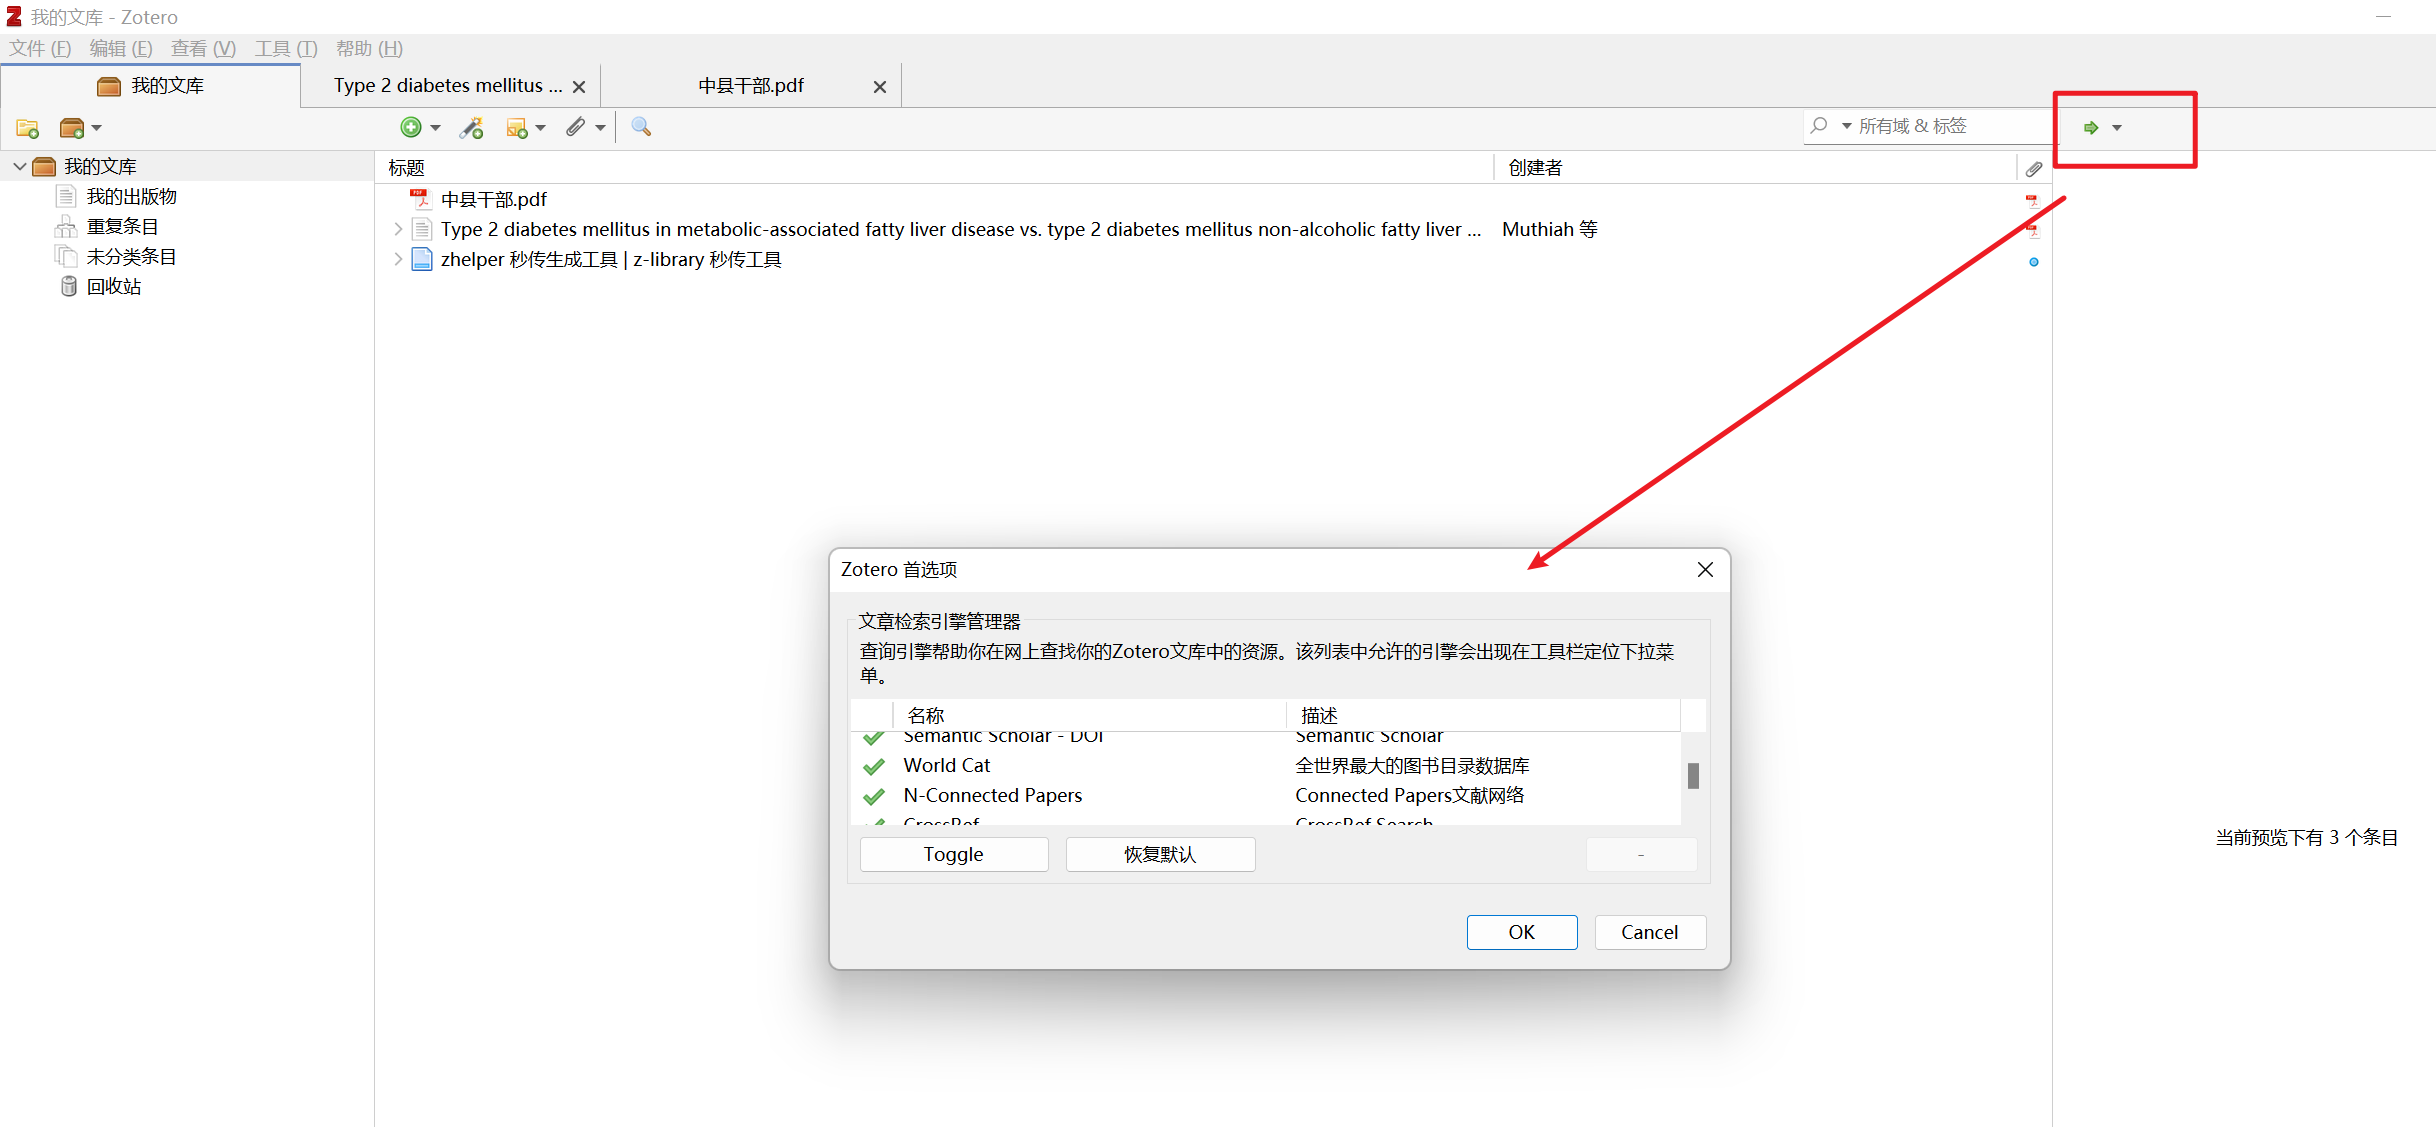 我的文库 - Zotero
文件 (F) 编辑 (E) 查看 (V) 工具 (T) 帮助 (H)
我的文库
Type 2 diabetes mellitus ...
中县干部.pdf
所有域 & 标签
我的文库
我的出版物
重复条目
未分类条目
回收站
标题 创建者
中县干部.pdf
Type 2 diabetes mellitus in metabolic-associated fatty liver disease vs. type 2 diabetes mellitus non-alcoholic fatty liver ... Muthiah 等
zhelper 秒传生成工具 | z-library 秒传工具
Zotero 首选项
文章检索引擎管理器
查询引擎帮助你在网上查找你的Zotero文库中的资源。该列表中允许的引擎会出现在工具栏定位下拉菜
单。
名称 描述
Semantic Scholar - DOI Semantic Scholar
World Cat 全世界最大的图书目录数据库
N-Connected Papers Connected Papers文献网络
CrossRef CrossRef Search
Toggle 恢复默认 -
OK Cancel
当前预览下有 3 个条目